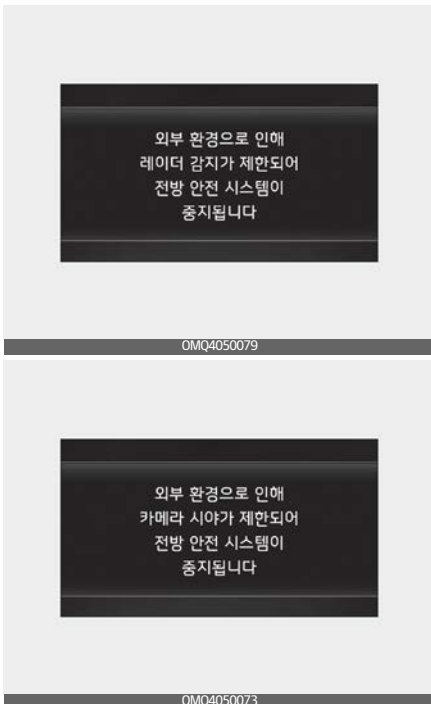 외부 환경으로 인해
레이더 감지가 제한되어
전방 안전 시스템이
중지됩니다
OMQ4050079
외부 환경으로 인해
카메라 시야가 제한되어
전방 안전 시스템이
중지됩니다
OMQ4050073